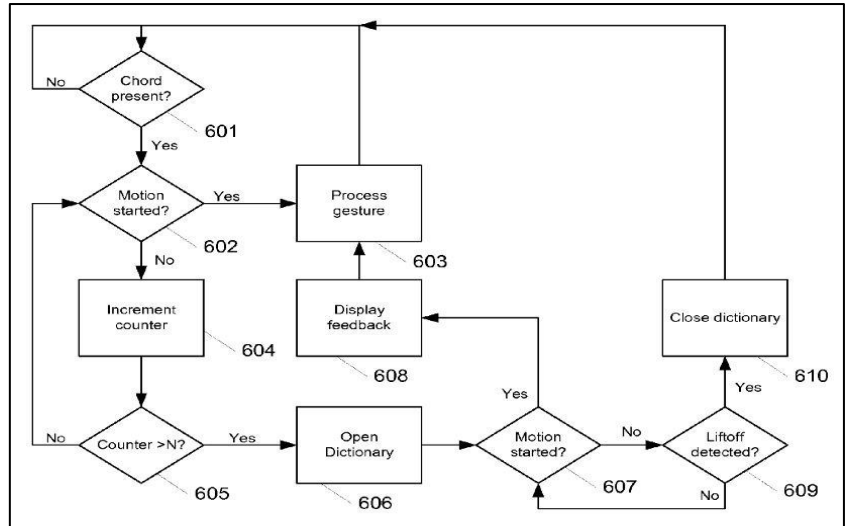 No
Chord
present?
601
Yes
Motion
started?
602
Yes
Process
gesture
603
No
Increment
counter
604
Display
feedback
608
Close dictionary
610
Yes
Yes
No
Counter >N?
605
Yes
Open
Dictionary
606
Motion
started?
607
No
Liftoff
detected?
609
No